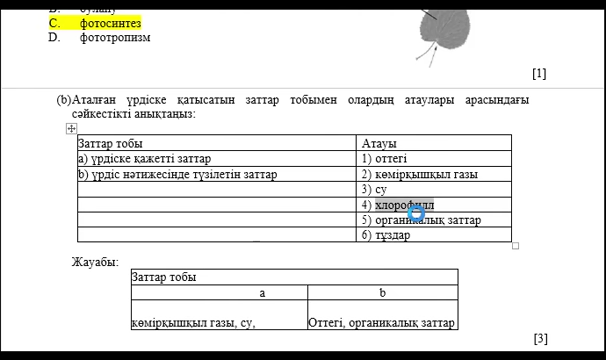 C. фотосинтез
D. фототропизм
[1]
(b) Аталған үрдіске қатысатын заттар тобымен олардың атаулары арасындағы
сәйкестікті анықтаңыз:
Заттар тобы Атауы
a) үрдіске қажетті заттар 1) оттегі
b) үрдіс нәтижесінде түзілетін заттар 2) көмірқышқыл газы
3) су
4) хлорофилл
5) органикалық заттар
6) тұздар
Жауабы:
Заттар тобы
a b
көмірқышқыл газы, су, Оттегі, органикалық заттар
[3]